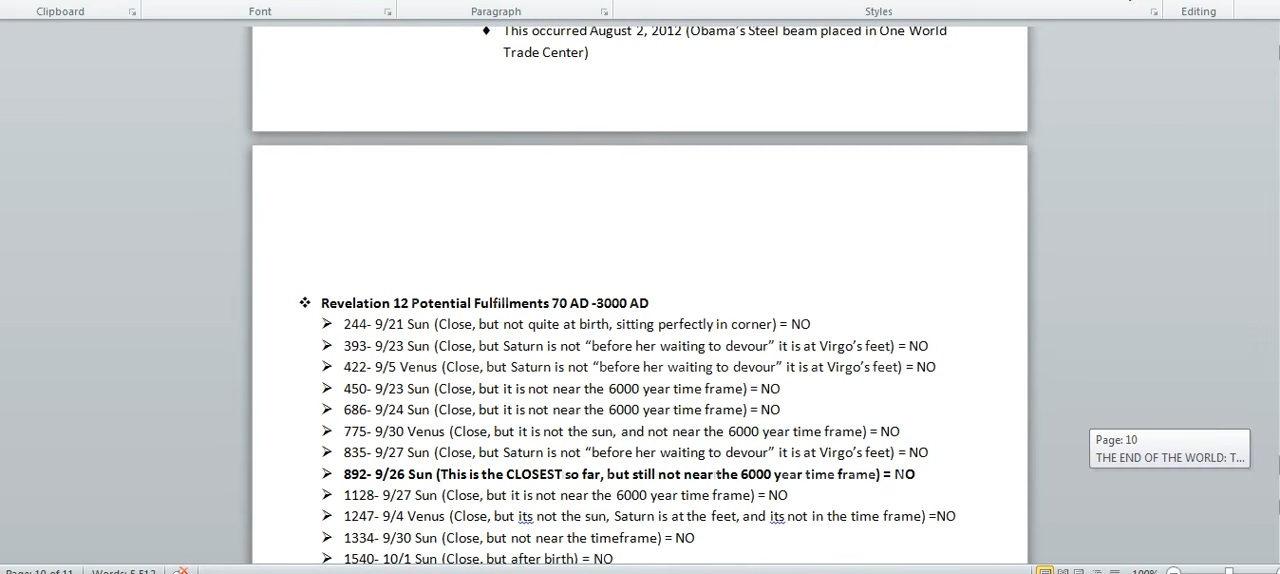 Clipboard
Font
Paragraph
Styles
Editing
♦ This occurred August 2, 2012 (Obama's Steel beam placed in One World
Trade Center)
❖ Revelation 12 Potential Fulfillments 70 AD -3000 AD
➢ 244- 9/21 Sun (Close, but not quite at birth, sitting perfectly in corner) = NO
➢ 393- 9/23 Sun (Close, but Saturn is not “before her waiting to devour” it is at Virgo’s feet) = NO
➢ 422- 9/5 Venus (Close, but Saturn is not “before her waiting to devour” it is at Virgo’s feet) = NO
➢ 450- 9/23 Sun (Close, but it is not near the 6000 year time frame) = NO
➢ 686- 9/24 Sun (Close, but it is not near the 6000 year time frame) = NO
➢ 775- 9/30 Venus (Close, but it is not the sun, and not near the 6000 year time frame) = NO
➢ 835- 9/27 Sun (Close, but Saturn is not “before her waiting to devour” it is at Virgo’s feet) = NO
➢ 892- 9/26 Sun (This is the CLOSEST so far, but still not near the 6000 year time frame) = NO
➢ 1128- 9/27 Sun (Close, but it is not near the 6000 year time frame) = NO
➢ 1247- 9/4 Venus (Close, but its not the sun, Saturn is at the feet, and its not in the time frame) =NO
➢ 1334- 9/30 Sun (Close, but not near the timeframe) = NO
➢ 1540- 10/1 Sun (Close, but after birth) = NO
Page: 10
THE END OF THE WORLD: T...
Page: 10 of 11
Words: 5,512
100%